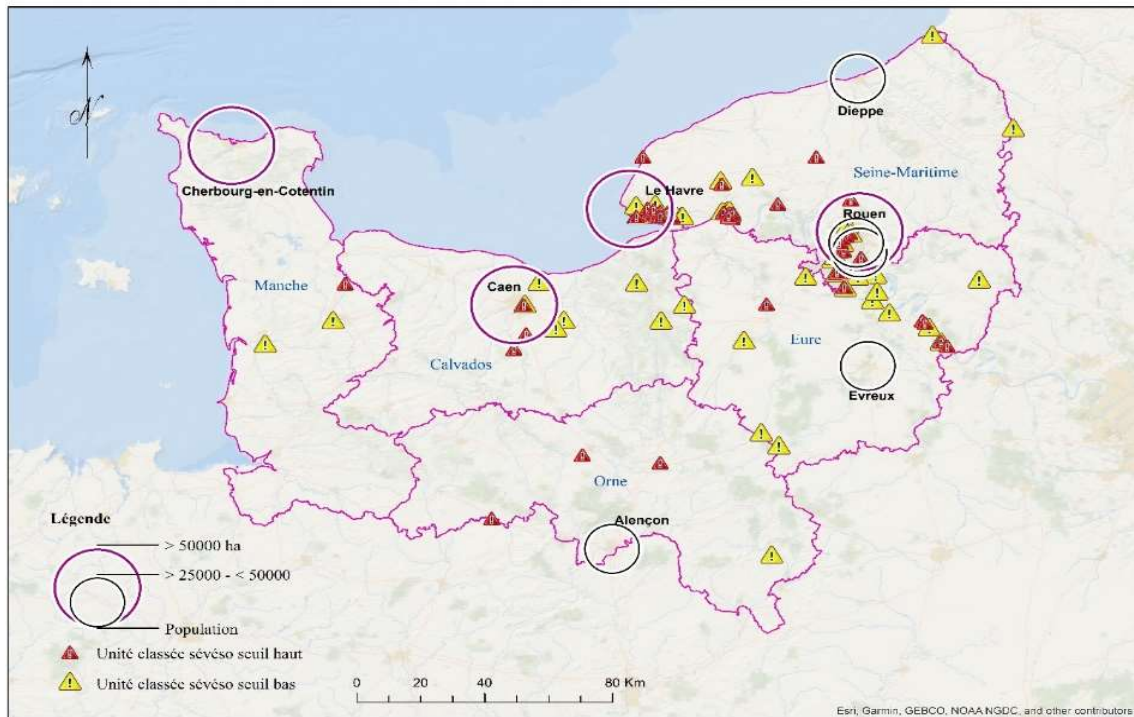 N
Dieppe
Cherbourg-en-Cotentin
Le Havre
Seine-Maritime
Rouen
Manche
Caen
Calvados
Eure
Evreux
Orne
Alençon
Légende
> 50000 ha
> 25000 - < 50000
Population
Unité classée sévéso seuil haut
Unité classée sévéso seuil bas
0 20 40 80 Km
Esri, Garmin, GEBCO, NOAA NGDC, and other contributors